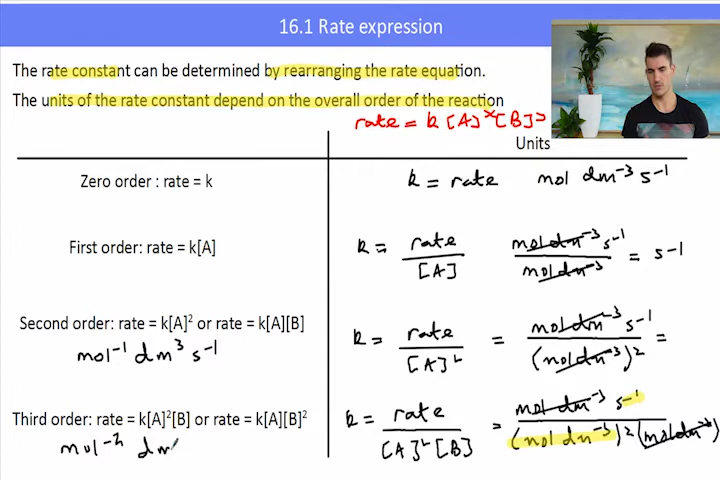 16.1 Rate expression
The rate constant can be determined by rearranging the rate equation.
The units of the rate constant depend on the overall order of the reaction
rate = k [A]ˣ [B]ʸ
Units
Zero order : rate = k
k = rate mol dm⁻³ s⁻¹
First order: rate = k[A]
k = rate / [A] mol dm⁻³ s⁻¹ / mol dm⁻³ = s⁻¹
Second order: rate = k[A]² or rate = k[A][B]
mol⁻¹ dm³ s⁻¹
k = rate / [A]² = mol dm⁻³ s⁻¹ / (mol dm⁻³)² =
Third order: rate = k[A]²[B] or rate = k[A][B]²
mol⁻² dm
k = rate / [A]² [B] = mol dm⁻³ s⁻¹ / (mol dm⁻³)² (mol dm⁻³)